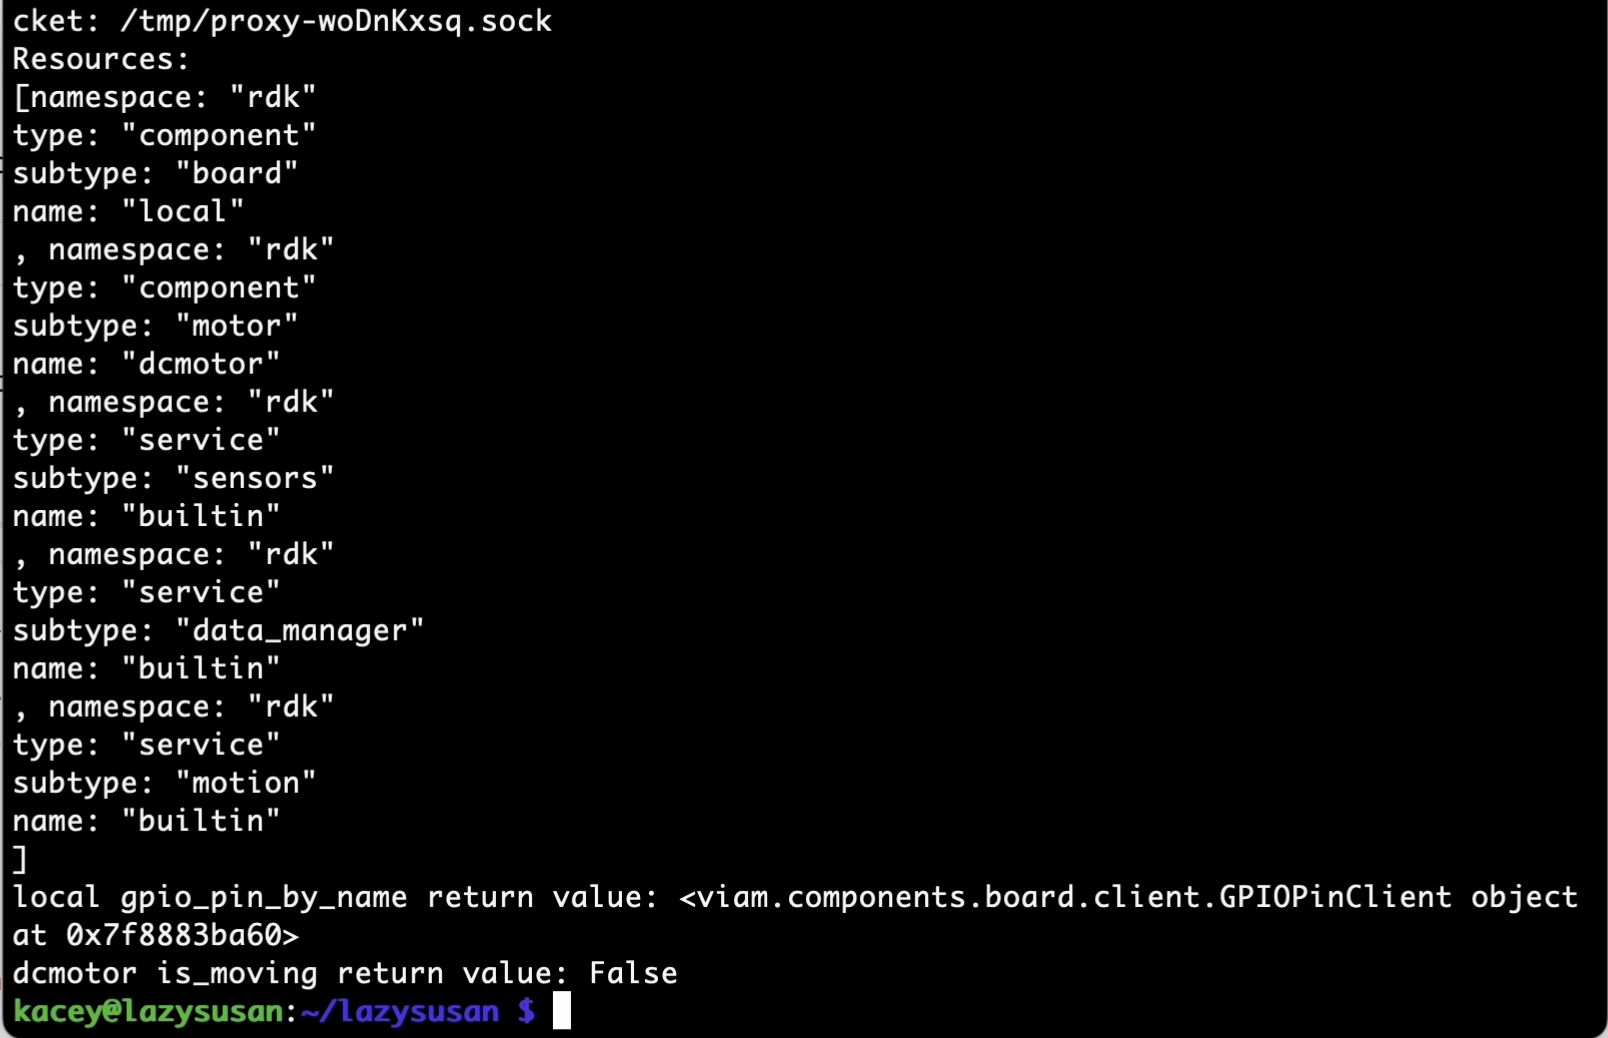 cket: /tmp/proxy-woDnKxsq.sock
Resources:
[namespace: "rdk"
type: "component"
subtype: "board"
name: "local"
, namespace: "rdk"
type: "component"
subtype: "motor"
name: "dcmotor"
, namespace: "rdk"
type: "service"
subtype: "sensors"
name: "builtin"
, namespace: "rdk"
type: "service"
subtype: "data_manager"
name: "builtin"
, namespace: "rdk"
type: "service"
subtype: "motion"
name: "builtin"
]
local gpio_pin_by_name return value: <viam.components.board.client.GPIOPinClient object
at 0x7f8883ba60>
dcmotor is_moving return value: False
kacey@lazysusan:~/lazysusan $